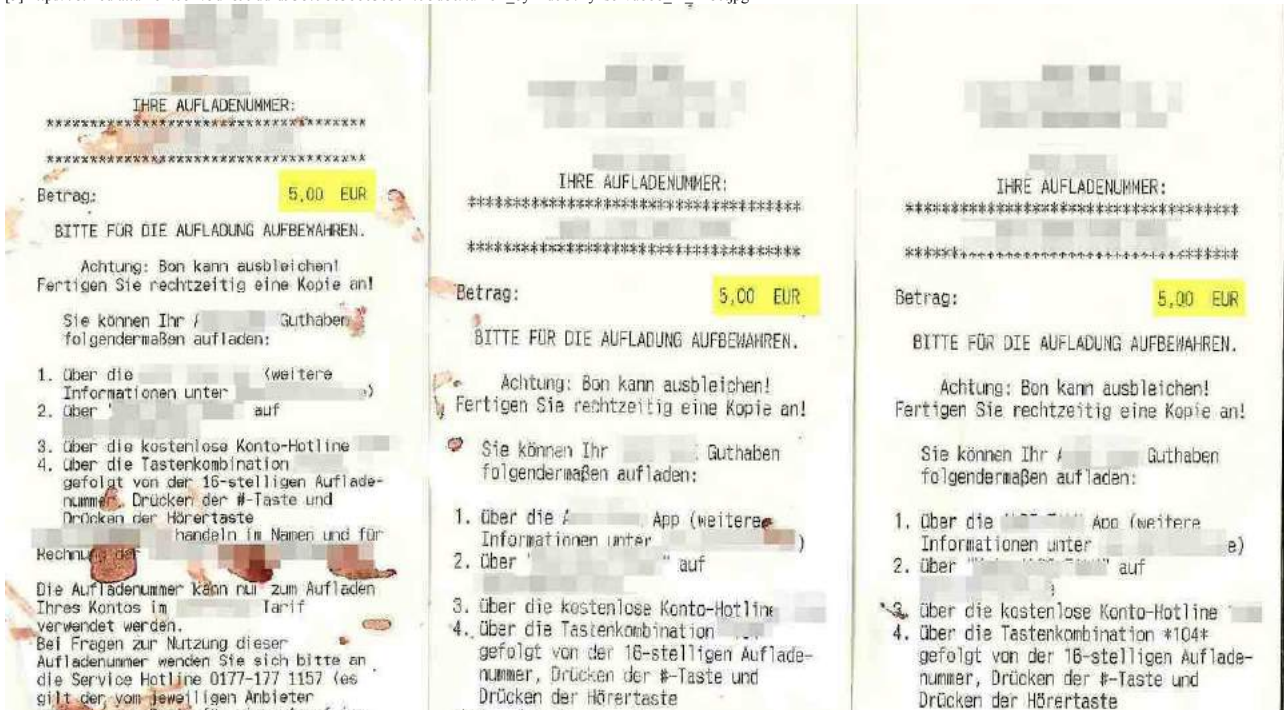 IHRE AUFLADENUMMER:
****************************************
****************************************
Betrag: 5,00 EUR
BITTE FÜR DIE AUFLADUNG AUFBEWAHREN.
Achtung: Bon kann ausbleichen!
Fertigen Sie rechtzeitig eine Kopie an!
Sie können Ihr Guthaben
folgendermaßen aufladen:
1. über die (weitere
Informationen unter )
2. über auf
3. über die kostenlose Konto-Hotline
4. über die Tastenkombination
gefolgt von der 16-stelligen Auflade-
nummer, Drücken der #-Taste und
Drücken der Hörertaste
handeln im Namen und für
Rechnung der
Die Aufladenummer kann nur zum Aufladen
Ihres Kontos im Tarif
verwendet werden.
Bei Fragen zur Nutzung dieser
Aufladenummer wenden Sie sich bitte an
die Service Hotline 0177-177 1157 (es
gilt der vom jeweiligen Anbieter
IHRE AUFLADENUMMER:
**************************************
**************************************
Betrag: 5,00 EUR
BITTE FÜR DIE AUFLADUNG AUFBEWAHREN.
Achtung: Bon kann ausbleichen!
Fertigen Sie rechtzeitig eine Kopie an!
Sie können Ihr Guthaben
folgendermaßen aufladen:
1. über die App (weitere
Informationen unter )
2. über " auf
3. über die kostenlose Konto-Hotline
4. über die Tastenkombination
gefolgt von der 16-stelligen Auflade-
nummer, Drücken der #-Taste und
Drücken der Hörertaste
IHRE AUFLADENUMMER:
**************************************
**************************************
Betrag: 5,00 EUR
BITTE FÜR DIE AUFLADUNG AUFBEWAHREN.
Achtung: Bon kann ausbleichen!
Fertigen Sie rechtzeitig eine Kopie an!
Sie können Ihr Guthaben
folgendermaßen aufladen:
1. über die App (weitere
Informationen unter e)
2. über auf
3. über die kostenlose Konto-Hotline
4. über die Tastenkombination *104*
gefolgt von der 16-stelligen Auflade-
nummer, Drücken der #-Taste und
Drücken der Hörertaste